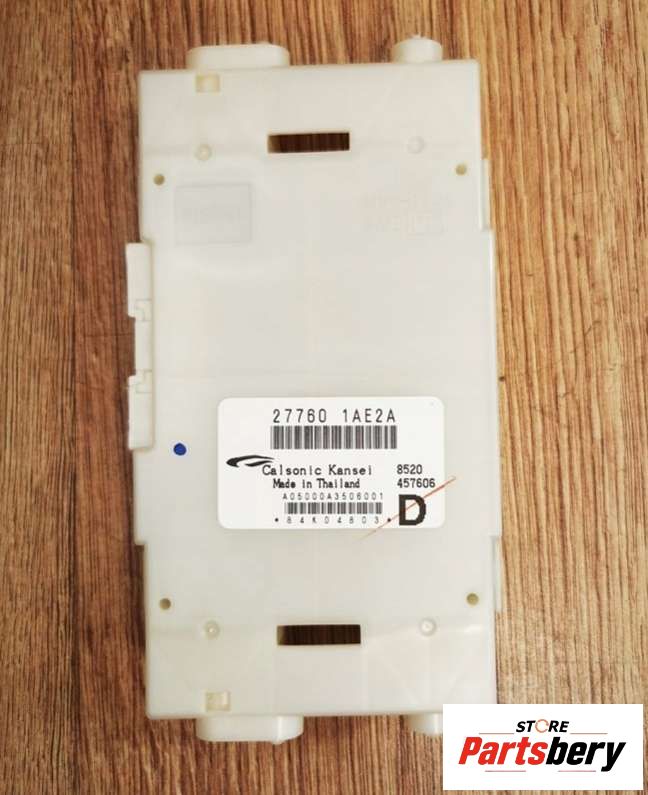 27760 1AE2A
Calsonic Kansei 8520
Made in Thailand 457606
A05000A3506001
*84K04803*
D
STORE
Partsbery